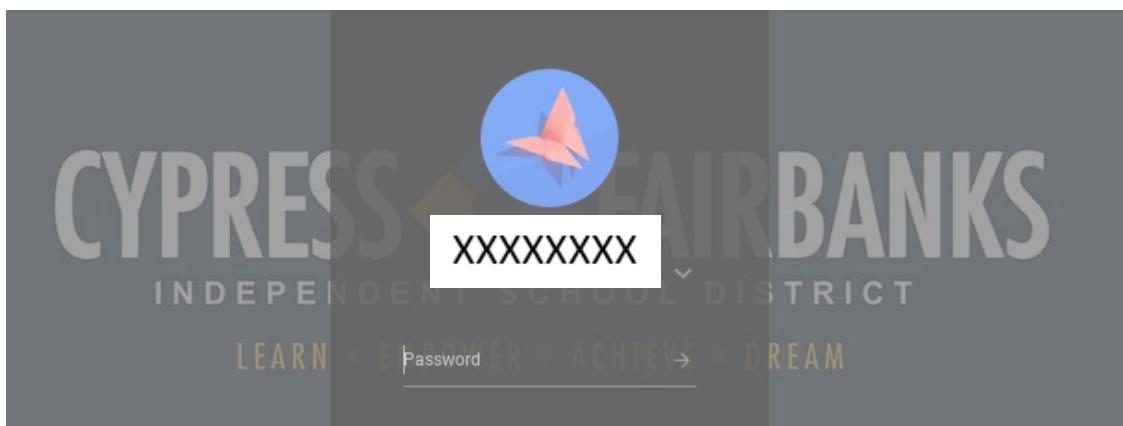 CYPRESS FAIRBANKS
XXXXXXXX
INDEPENDENT SCHOOL DISTRICT
LEARN EMPOWER ACHIEVE DREAM
Password